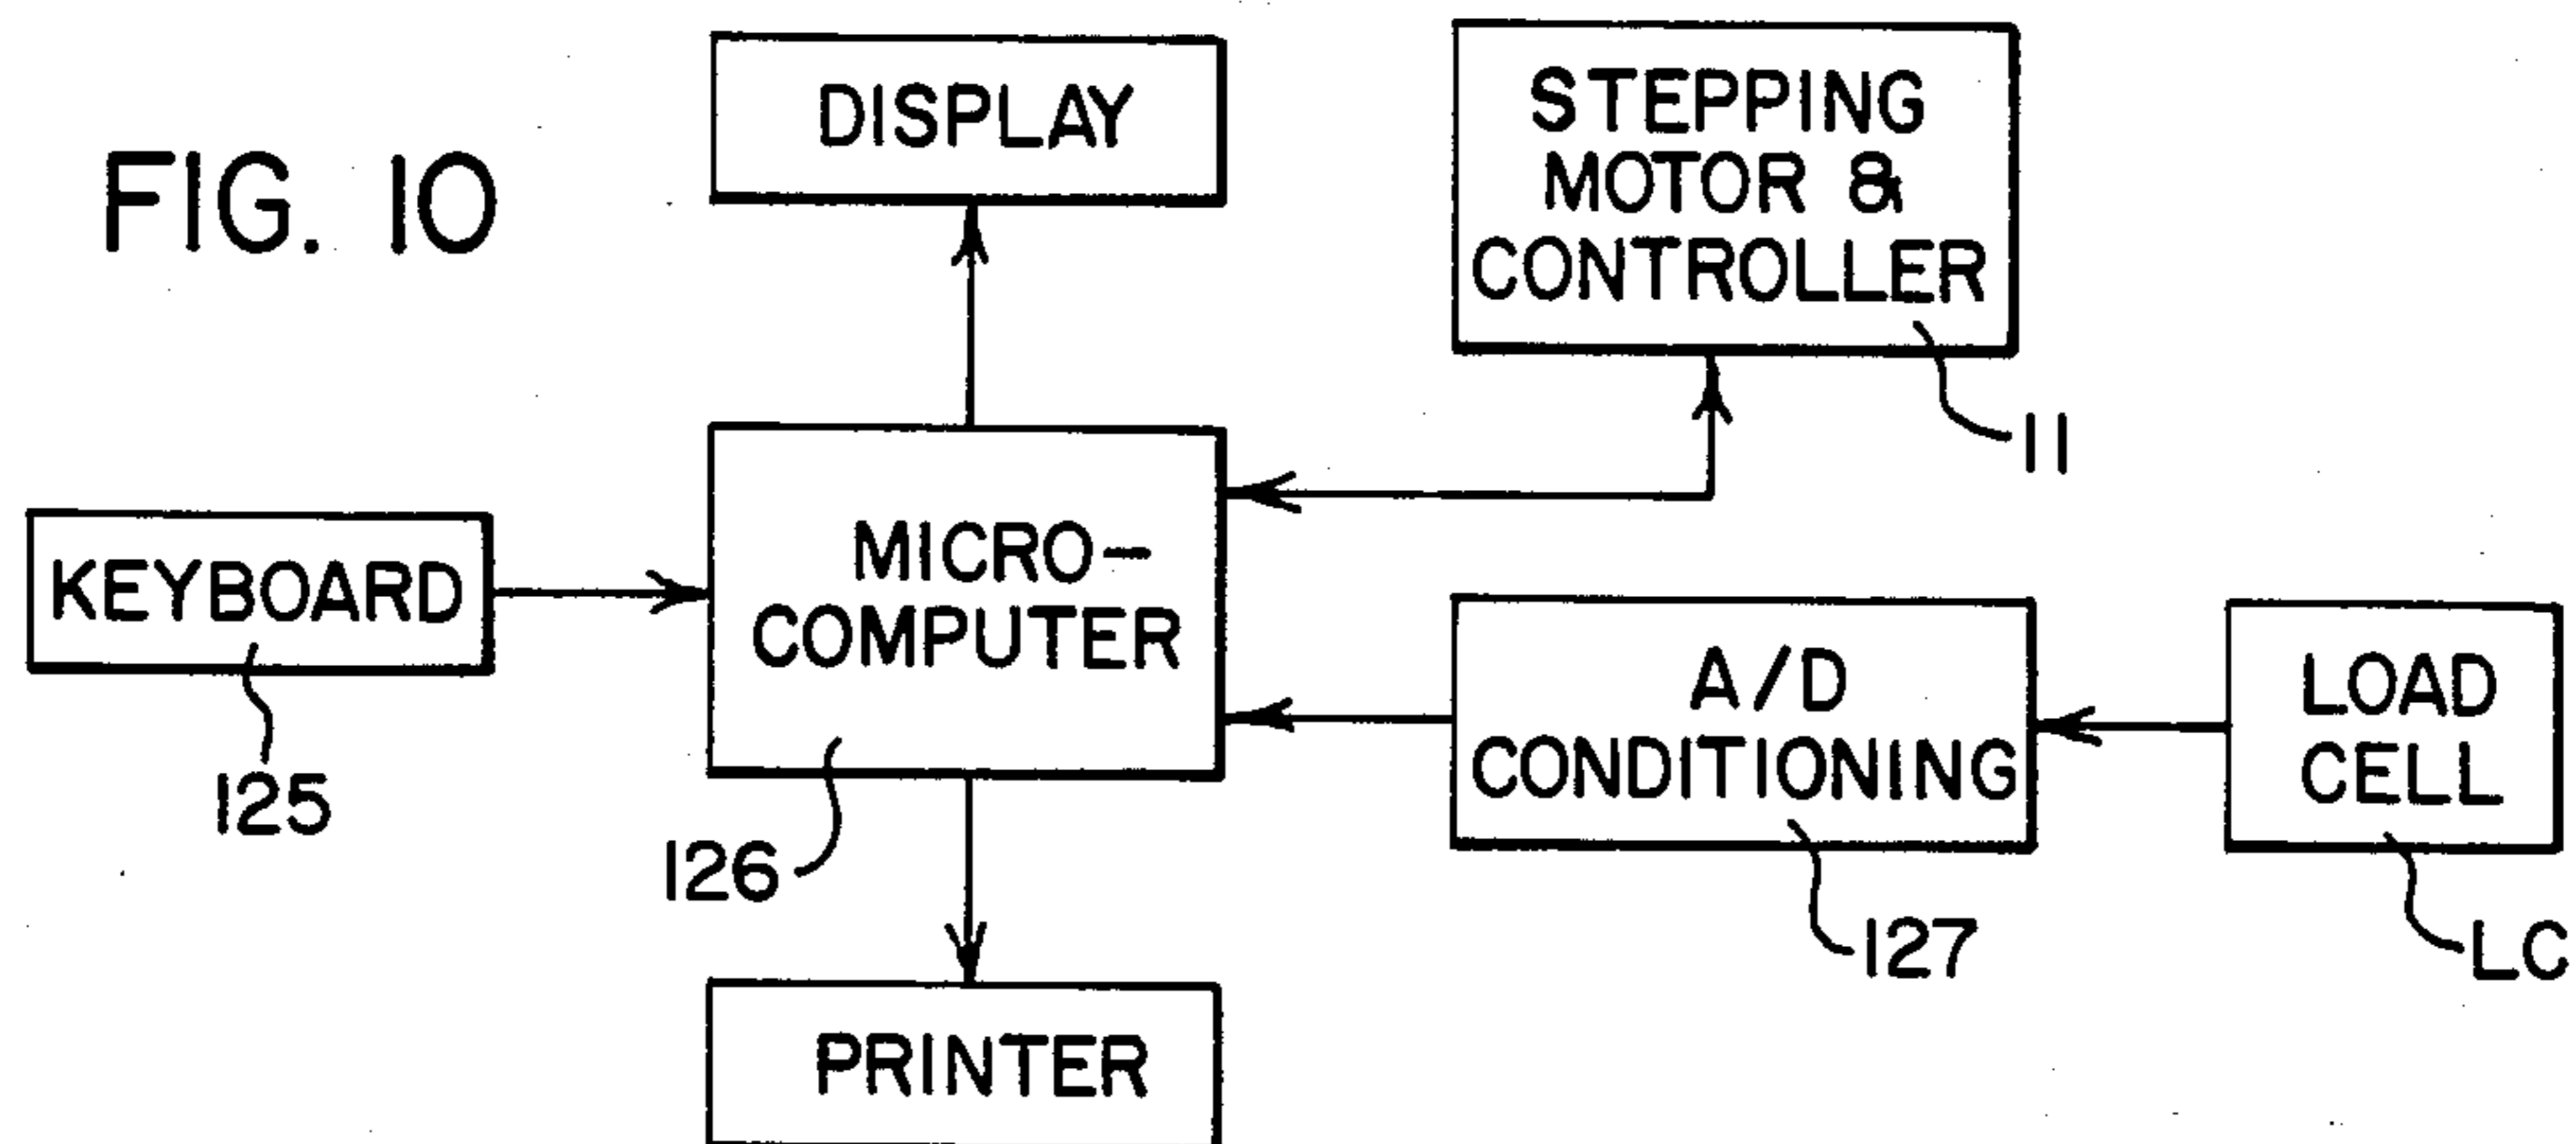 FIG. 10
DISPLAY
STEPPING
MOTOR &
CONTROLLER
11
KEYBOARD
125
MICRO-
COMPUTER
126
A/D
CONDITIONING
127
LOAD
CELL
LC
PRINTER